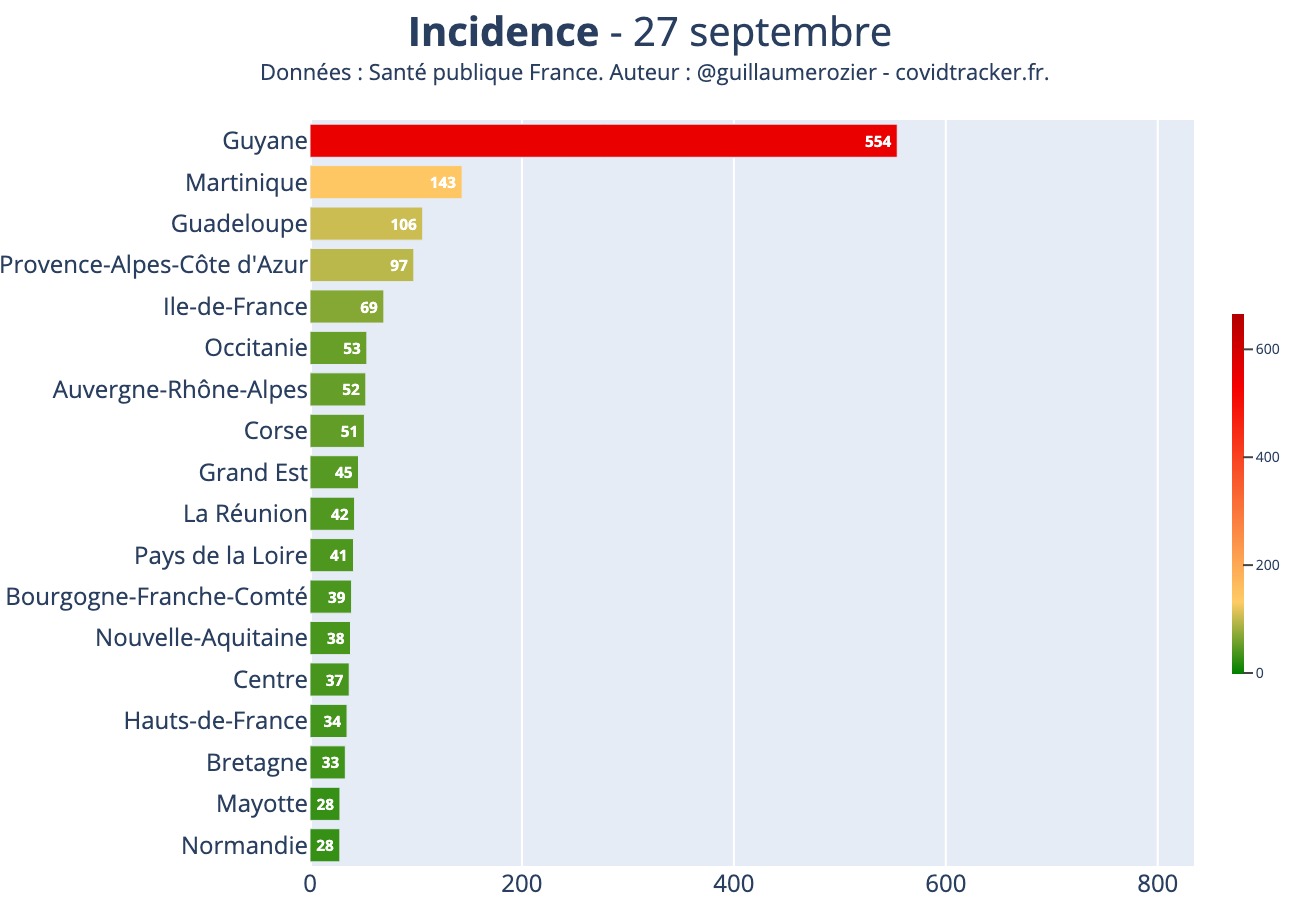 Incidence - 27 septembre
Données : Santé publique France. Auteur : @guillaumerozier - covidtracker.fr.
Guyane 554
Martinique 143
Guadeloupe 106
Provence-Alpes-Côte d'Azur 97
Ile-de-France 69
Occitanie 53
Auvergne-Rhône-Alpes 52
Corse 51
Grand Est 45
La Réunion 42
Pays de la Loire 41
Bourgogne-Franche-Comté 39
Nouvelle-Aquitaine 38
Centre 37
Hauts-de-France 34
Bretagne 33
Mayotte 28
Normandie 28
0 200 400 600 800
600
400
200
0